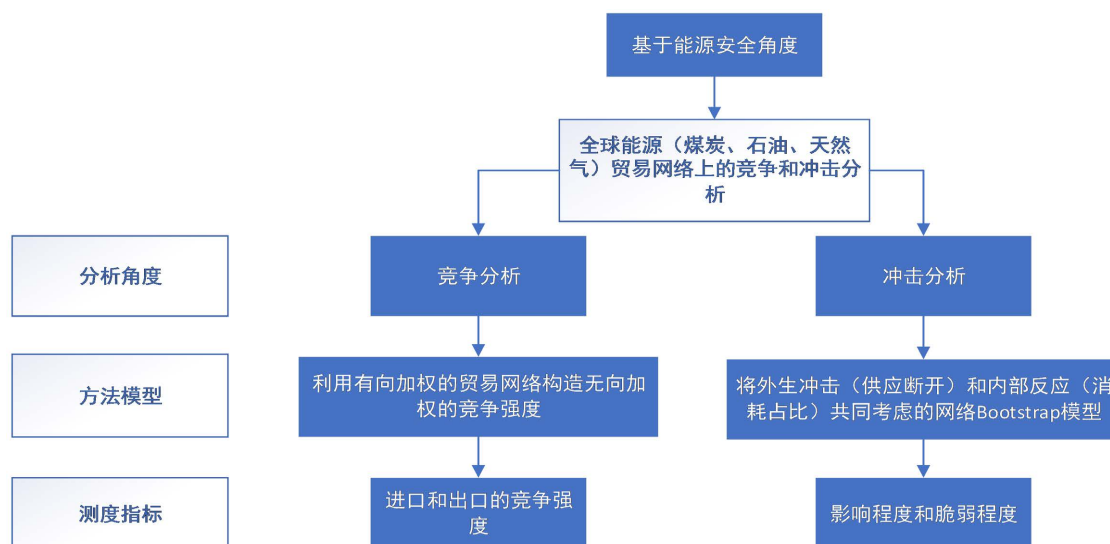 基于能源安全角度
全球能源（煤炭、石油、天然
气）贸易网络上的竞争和冲击分
析
分析角度
竞争分析
冲击分析
方法模型
利用有向加权的贸易网络构造无向加
权的竞争强度
将外生冲击（供应断开）和内部反应（消
耗占比）共同考虑的网络Bootstrap模型
测度指标
进口和出口的竞争强
度
影响程度和脆弱程度